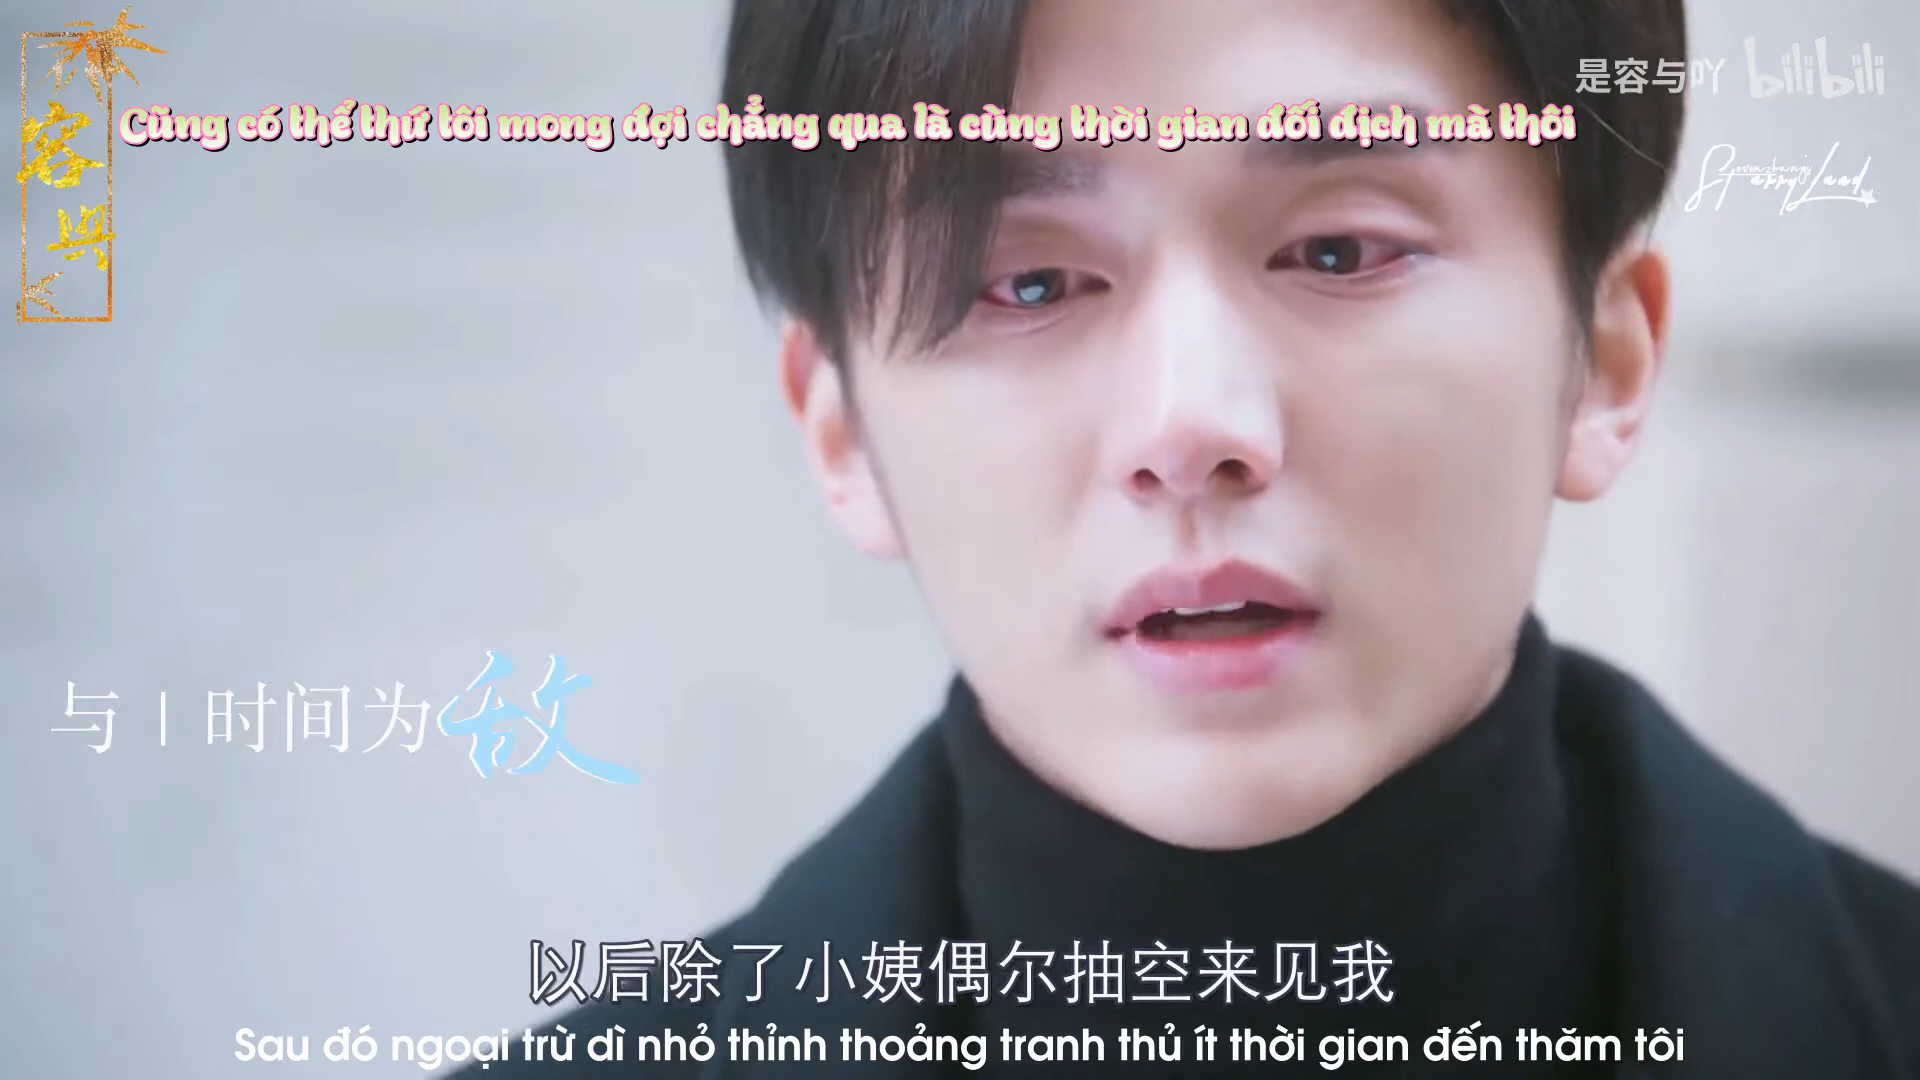 容
與
是容与吖 bilibili
Cũng có thể thứ tôi mong đợi chẳng qua là cùng thời gian đối địch mà thôi
Starry Land
与 | 时间为敌
以后除了小姨偶尔抽空来见我
Sau đó ngoại trừ dì nhỏ thỉnh thoảng tranh thủ ít thời gian đến thăm tôi